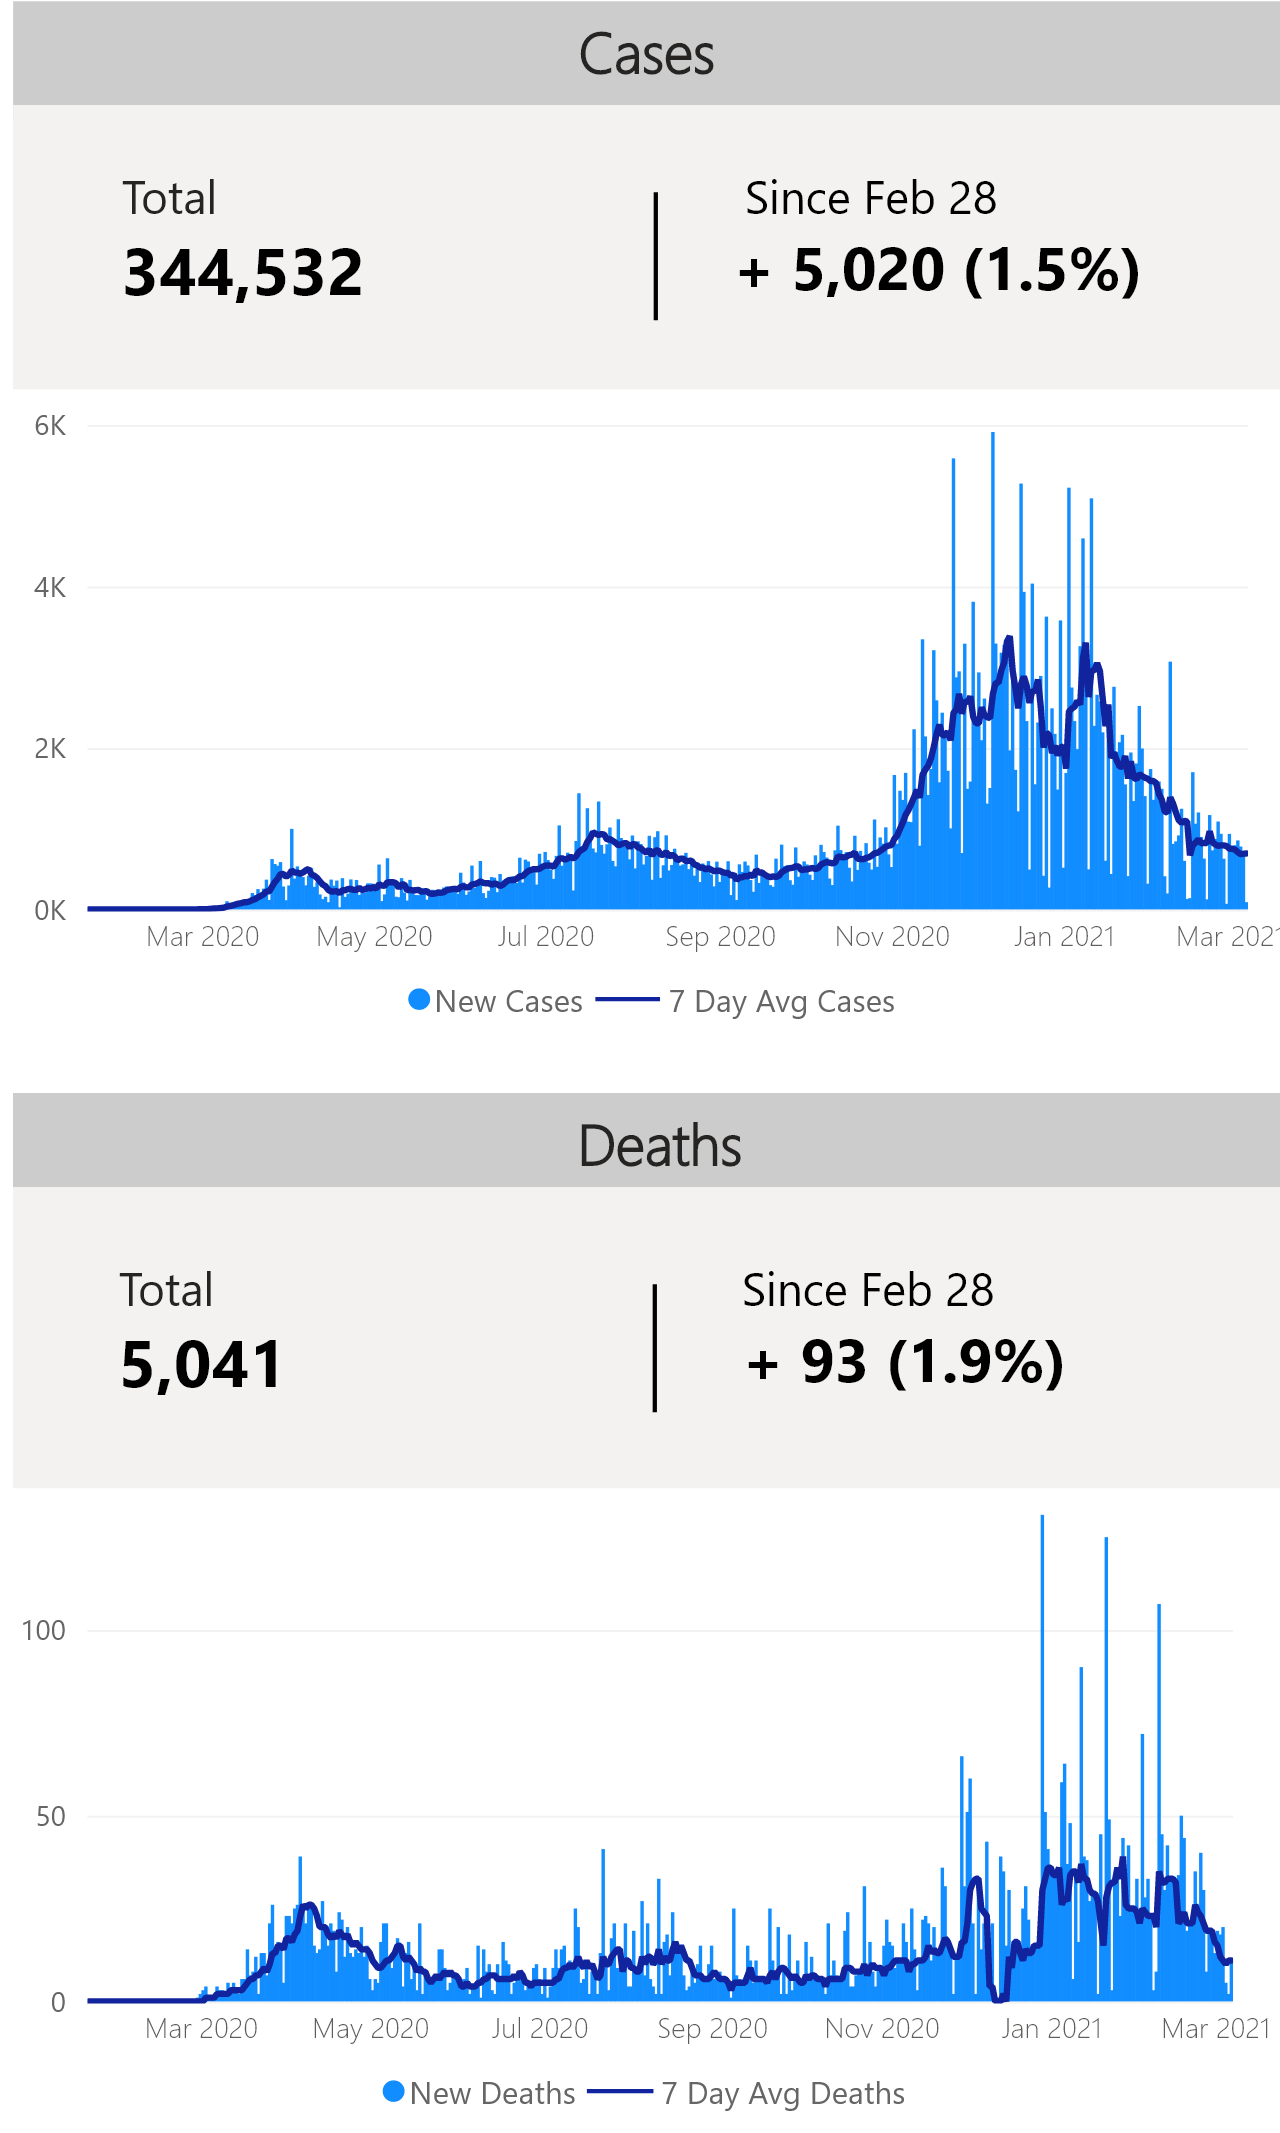 Cases
Total
Since Feb 28
344,532
+ 5,020 (1.5%)
6K
4K
2K
0K
Mar 2020 May 2020 Jul 2020 Sep 2020 Nov 2020 Jan 2021 Mar 2021
New Cases 7 Day Avg Cases
Deaths
Total
Since Feb 28
5,041
+ 93 (1.9%)
100
50
0
Mar 2020 May 2020 Jul 2020 Sep 2020 Nov 2020 Jan 2021 Mar 2021
New Deaths 7 Day Avg Deaths